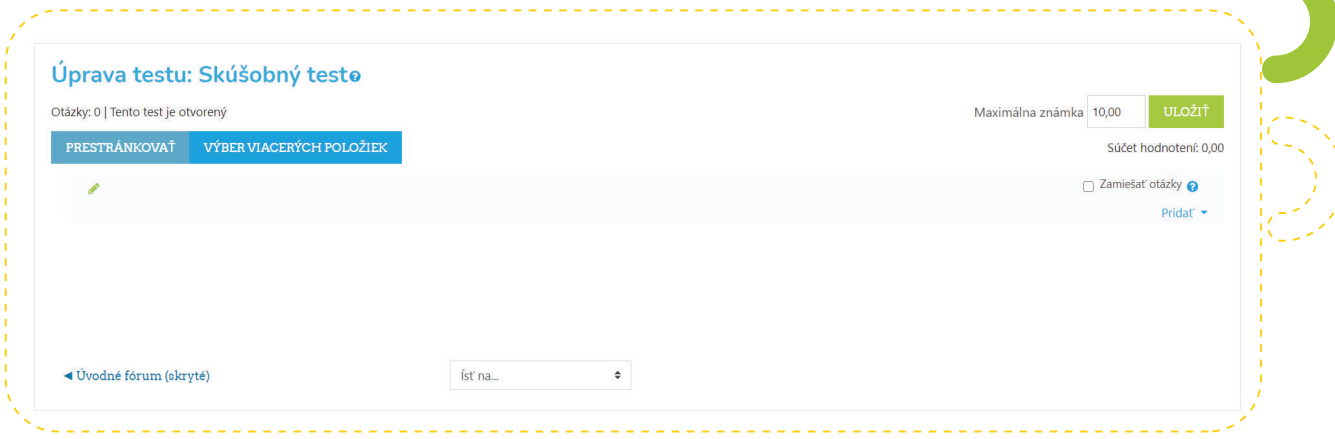 Úprava testu: Skúšobný test
Otázky: 0 | Tento test je otvorený
Maximálna známka 10,00 ULOŽIŤ
PRESTRÁNKOVAŤ VÝBER VIACERÝCH POLOŽIEK
Súčet hodnotení: 0,00
Zamiešať otázky
Pridať
◄ Úvodné fórum (skryté)
Ísť na...